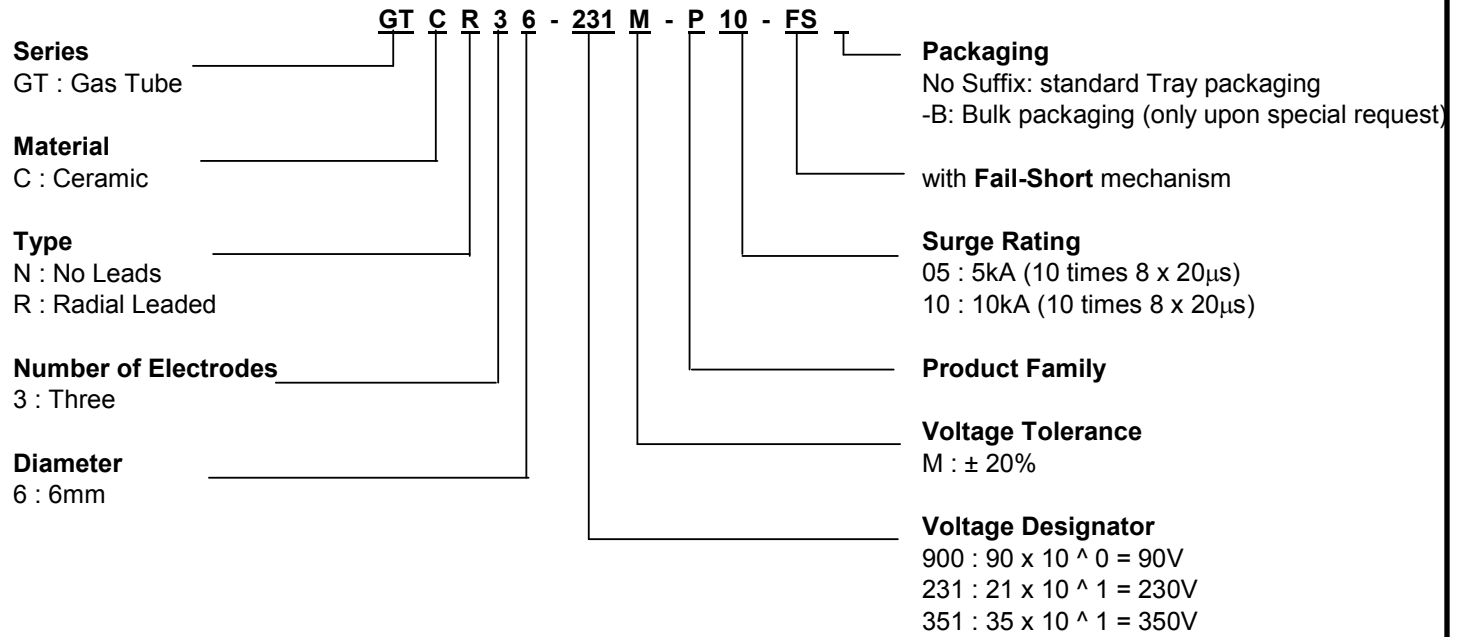 GT C R 3 6 - 231 M - P 10 - FS
Series
GT : Gas Tube
Material
C : Ceramic
Type
N : No Leads
R : Radial Leaded
Number of Electrodes
3 : Three
Diameter
6 : 6mm
Packaging
No Suffix: standard Tray packaging
-B: Bulk packaging (only upon special request)
with Fail-Short mechanism
Surge Rating
05 : 5kA (10 times 8 x 20μs)
10 : 10kA (10 times 8 x 20μs)
Product Family
Voltage Tolerance
M : ± 20%
Voltage Designator
900 : 90 x 10 ^ 0 = 90V
231 : 21 x 10 ^ 1 = 230V
351 : 35 x 10 ^ 1 = 350V